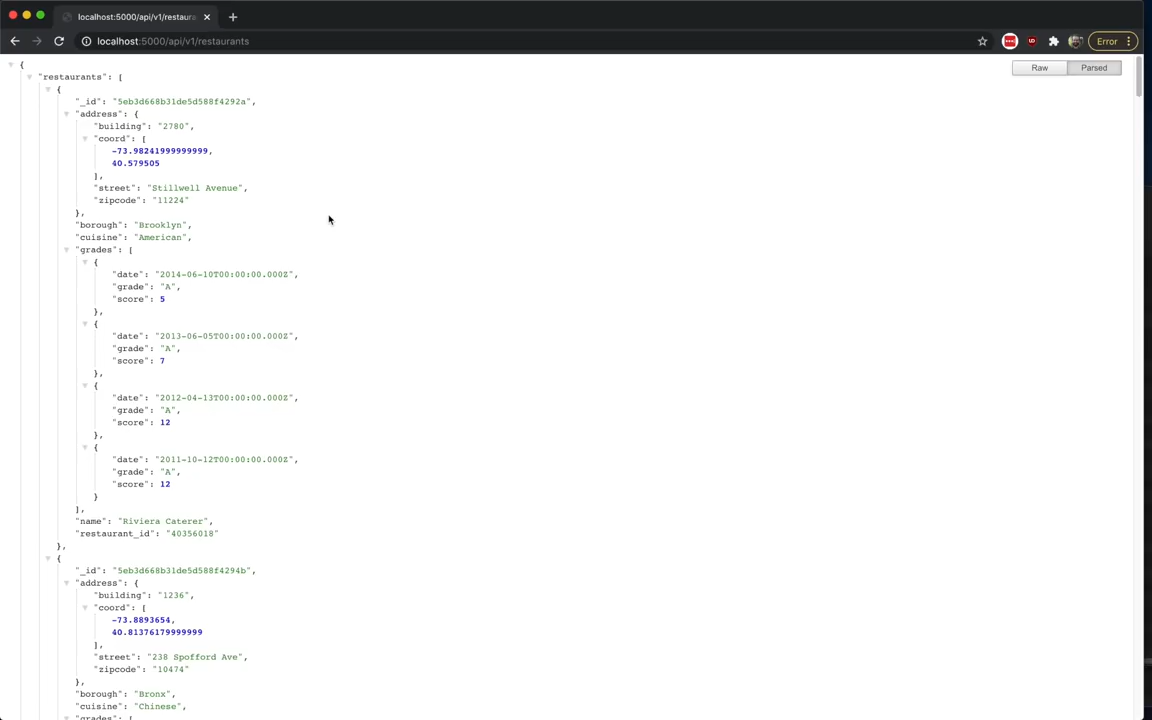 localhost:5000/api/v1/restaura
localhost:5000/api/v1/restaurants
Error
Raw
Parsed
{
"restaurants": [
{
"_id": "5eb3d668b31de5d588f4292a",
"address": {
"building": "2780",
"coord": [
-73.98241999999999,
40.579505
],
"street": "Stillwell Avenue",
"zipcode": "11224"
},
"borough": "Brooklyn",
"cuisine": "American",
"grades": [
{
"date": "2014-06-10T00:00:00.000Z",
"grade": "A",
"score": 5
},
{
"date": "2013-06-05T00:00:00.000Z",
"grade": "A",
"score": 7
},
{
"date": "2012-04-13T00:00:00.000Z",
"grade": "A",
"score": 12
},
{
"date": "2011-10-12T00:00:00.000Z",
"grade": "A",
"score": 12
}
],
"name": "Riviera Caterer",
"restaurant_id": "40356018"
},
{
"_id": "5eb3d668b31de5d588f4294b",
"address": {
"building": "1236",
"coord": [
-73.8893654,
40.81376179999999
],
"street": "238 Spofford Ave",
"zipcode": "10474"
},
"borough": "Bronx",
"cuisine": "Chinese",
"grades": [